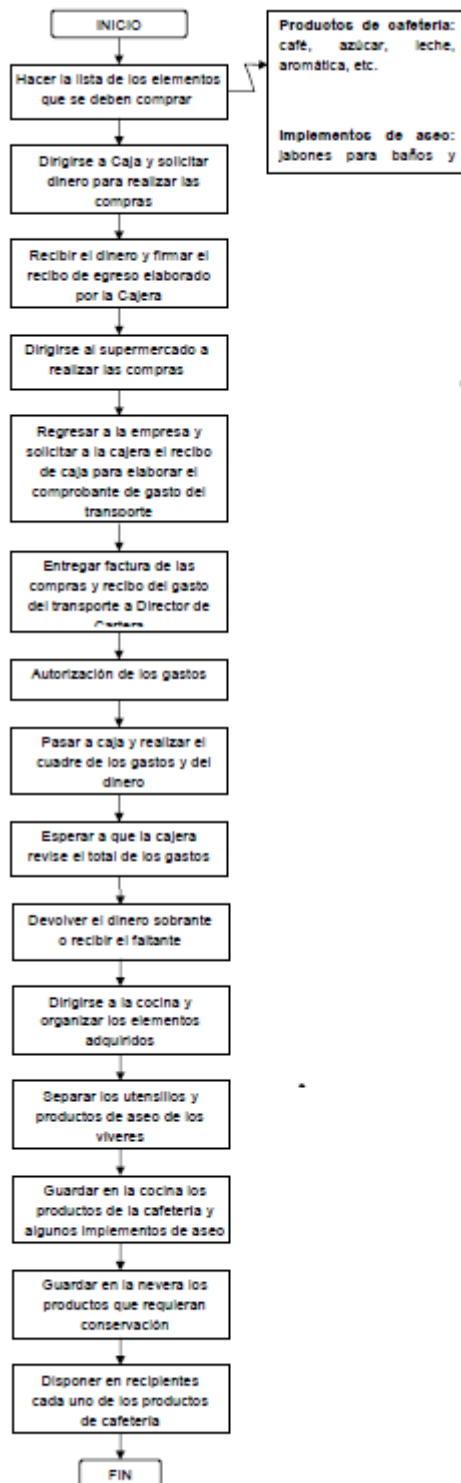 INICIO
Hacer la lista de los elementos
que se deben comprar
Productos de cafetería:
café, azúcar, leche,
aromática, etc.
Implementos de aseo:
jabones para baños y
Dirigirse a Caja y solicitar
dinero para realizar las
compras
Recibir el dinero y firmar el
recibo de egreso elaborado
por la Cajera
Dirigirse al supermercado a
realizar las compras
Regresar a la empresa y
solicitar a la cajera el recibo
de caja para elaborar el
comprobante de gasto del
transporte
Entregar factura de las
compras y recibo del gasto
del transporte a Director de
Cartera
Autorización de los gastos
Pasar a caja y realizar el
cuadre de los gastos y del
dinero
Esperar a que la cajera
revise el total de los gastos
Devolver el dinero sobrante
o recibir el faltante
Dirigirse a la cocina y
organizar los elementos
adquiridos
Separar los utensilios y
productos de aseo de los
víveres
Guardar en la cocina los
productos de la cafetería y
algunos implementos de aseo
Guardar en la nevera los
productos que requieran
conservación
Disponer en recipientes
cada uno de los productos
de cafetería
FIN